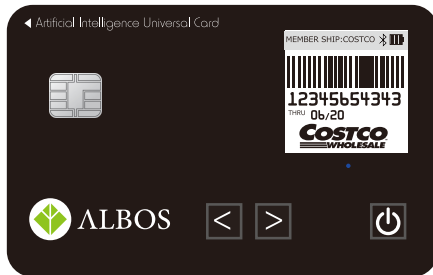 Artificial Intelligence Universal Card
MEMBER SHIP:COSTCO
12345654343
THRU 06/20
COSTCO
WHOLESALE
ALBOS
< >